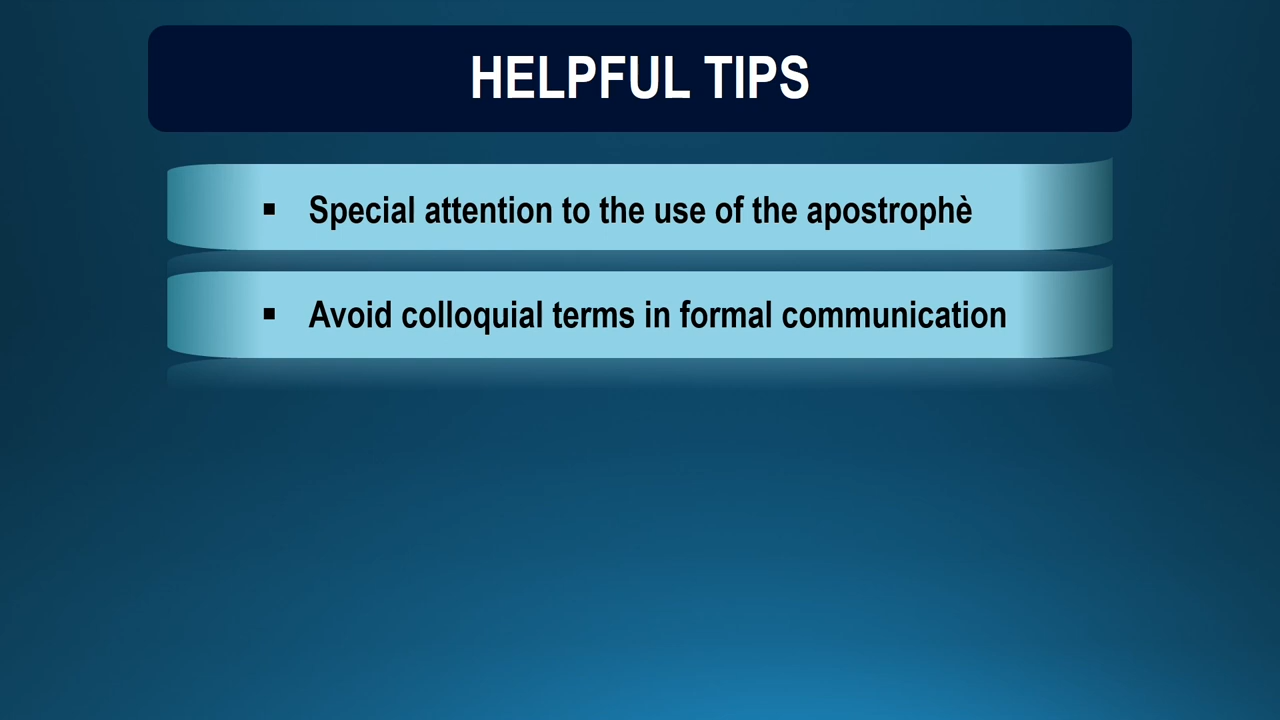 HELPFUL TIPS
▪ Special attention to the use of the apostrophè
▪ Avoid colloquial terms in formal communication